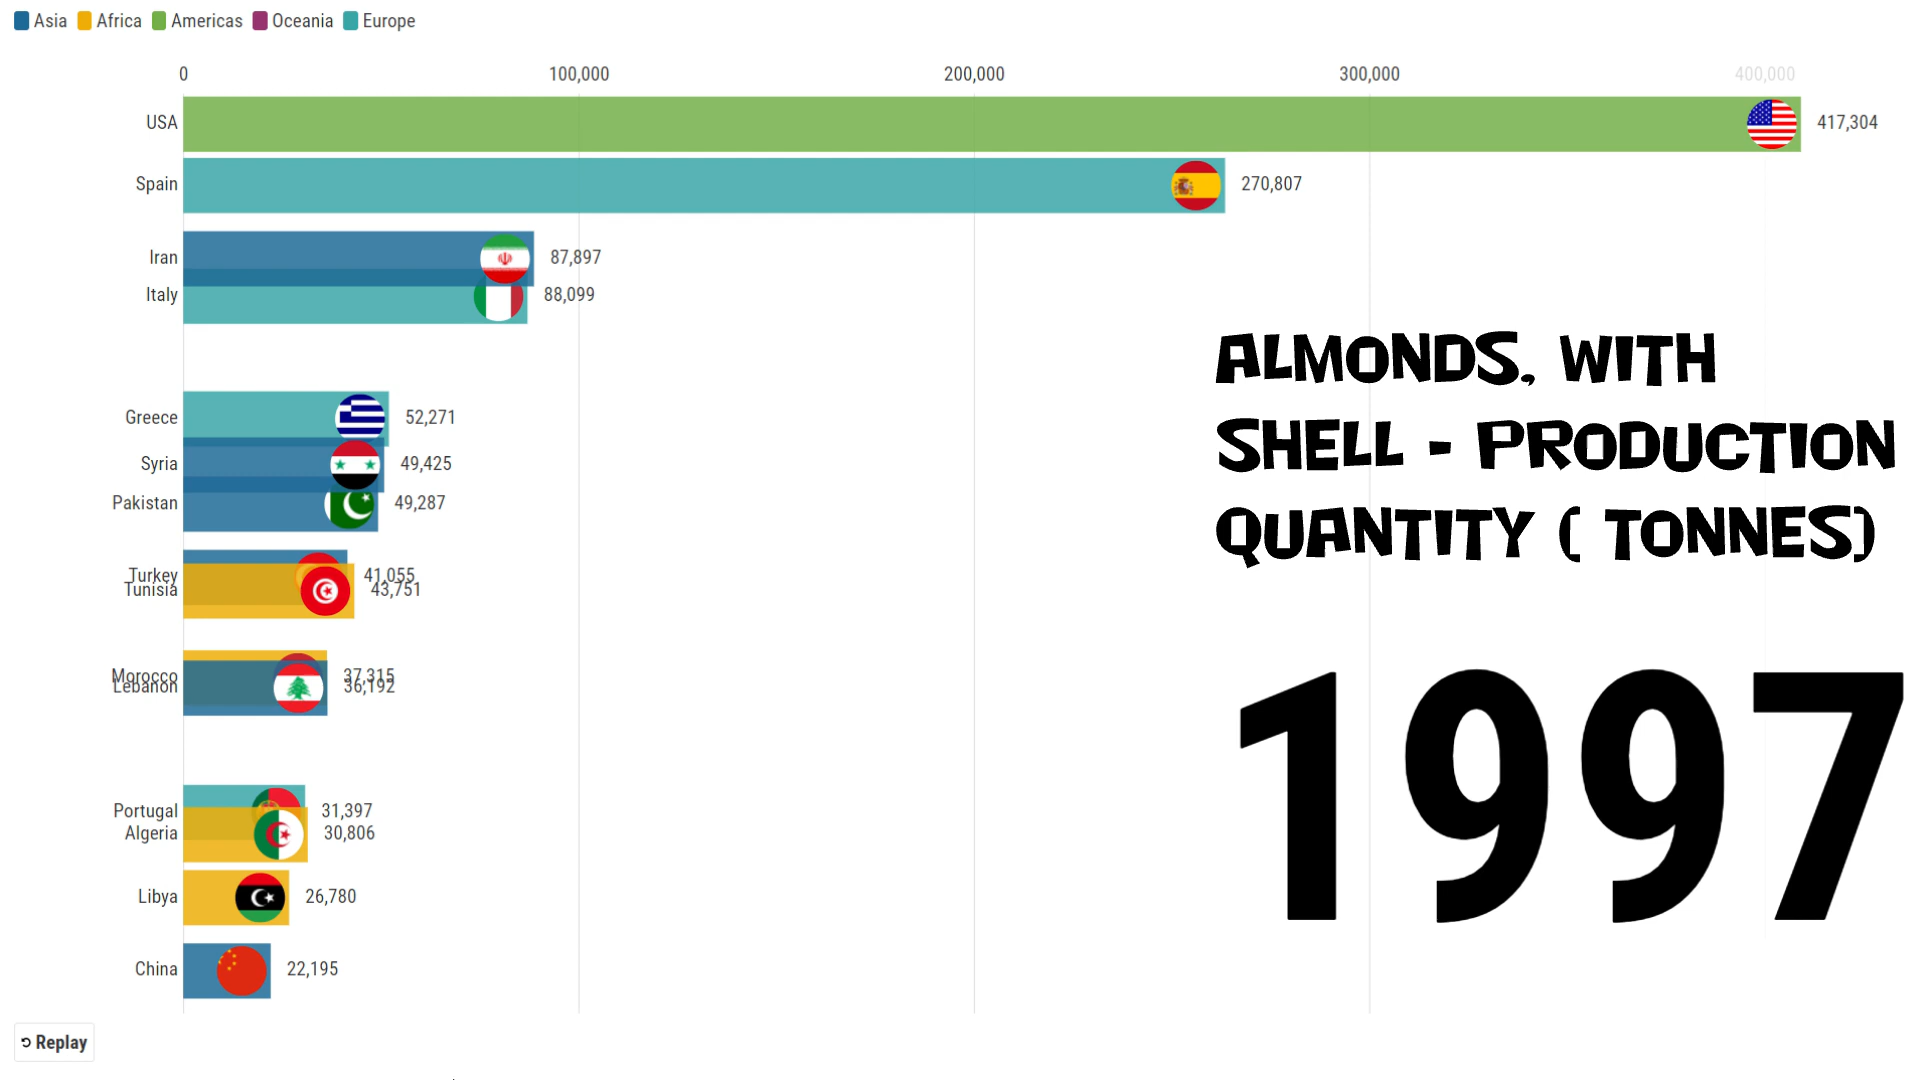 Asia Africa Americas Oceania Europe
0 100,000 200,000 300,000 400,000
USA 417,304
Spain 270,807
Iran 87,897
Italy 88,099
ALMONDS, WITH
SHELL - PRODUCTION
QUANTITY ( TONNES)
Greece 52,271
Syria 49,425
Pakistan 49,287
Turkey 41,055
Tunisia 43,751
Morocco 37,315
Lebanon 36,192
1997
Portugal 31,397
Algeria 30,806
Libya 26,780
China 22,195
Replay